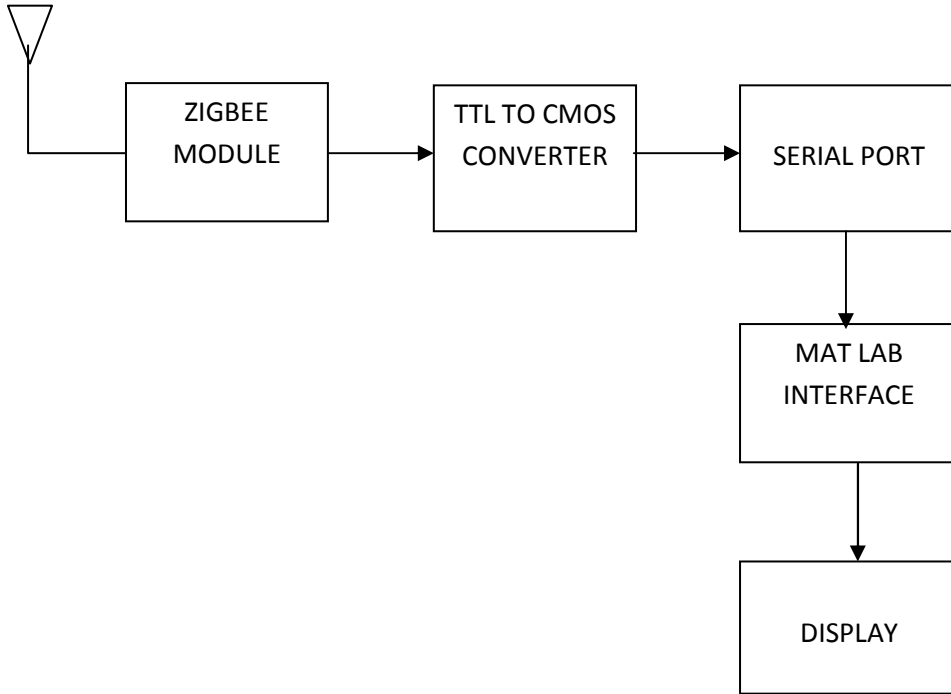 ZIGBEE
MODULE
TTL TO CMOS
CONVERTER
SERIAL PORT
MAT LAB
INTERFACE
DISPLAY